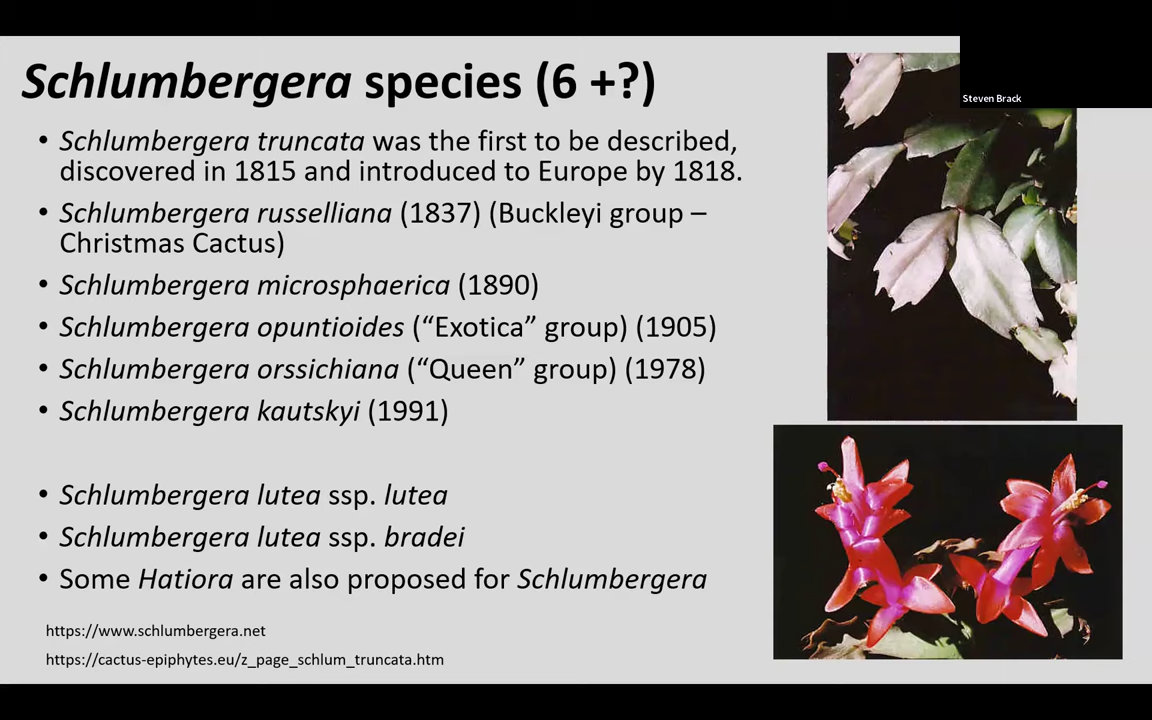 Schlumbergera species (6 +?)
Steven Brack
• Schlumbergera truncata was the first to be described,
discovered in 1815 and introduced to Europe by 1818.
• Schlumbergera russelliana (1837) (Buckleyi group –
Christmas Cactus)
• Schlumbergera microsphaerica (1890)
• Schlumbergera opuntioides (“Exotica” group) (1905)
• Schlumbergera orssichiana (“Queen” group) (1978)
• Schlumbergera kautskyi (1991)
• Schlumbergera lutea ssp. lutea
• Schlumbergera lutea ssp. bradei
• Some Hatiora are also proposed for Schlumbergera
https://www.schlumbergera.net
https://cactus-epiphytes.eu/z_page_schlum_truncata.htm